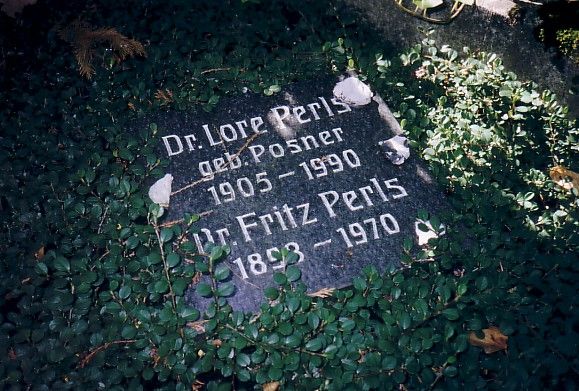 Dr. Lore Perls
geb. Posner
1905 – 1990
Dr. Fritz Perls
1893 – 1970